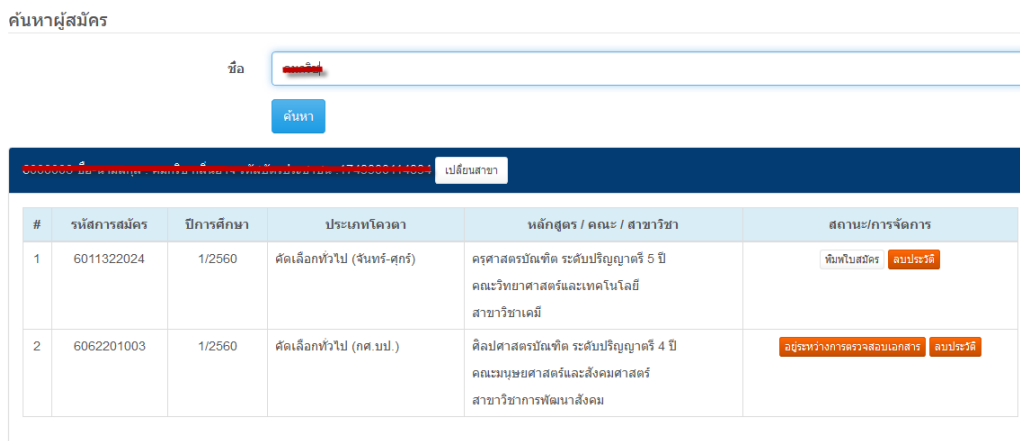 ค้นหาผู้สมัคร
ชื่อ
ค้นหา
เปลี่ยนสาขา
# รหัสการสมัคร ปีการศึกษา ประเภทโควตา หลักสูตร / คณะ / สาขาวิชา สถานะ/การจัดการ
1 6011322024 1/2560 คัดเลือกทั่วไป (จันทร์-ศุกร์) ครุศาสตรบัณฑิต ระดับปริญญาตรี 5 ปี พิมพ์ใบสมัคร ลบประวัติ
คณะวิทยาศาสตร์และเทคโนโลยี
สาขาวิชาเคมี
2 6062201003 1/2560 คัดเลือกทั่วไป (กศ.บป.) ศิลปศาสตรบัณฑิต ระดับปริญญาตรี 4 ปี อยู่ระหว่างการตรวจสอบเอกสาร ลบประวัติ
คณะมนุษยศาสตร์และสังคมศาสตร์
สาขาวิชาการพัฒนาสังคม